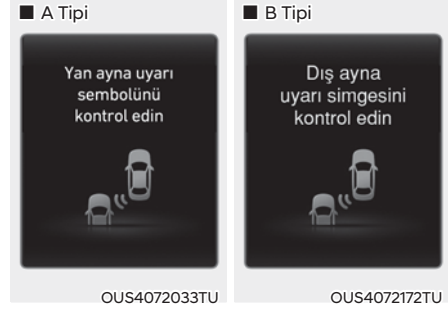 ■ A Tipi
Yan ayna uyarı
sembolünü
kontrol edin
OUS4072033TU
■ B Tipi
Dış ayna
uyarı simgesini
kontrol edin
OUS4072172TU